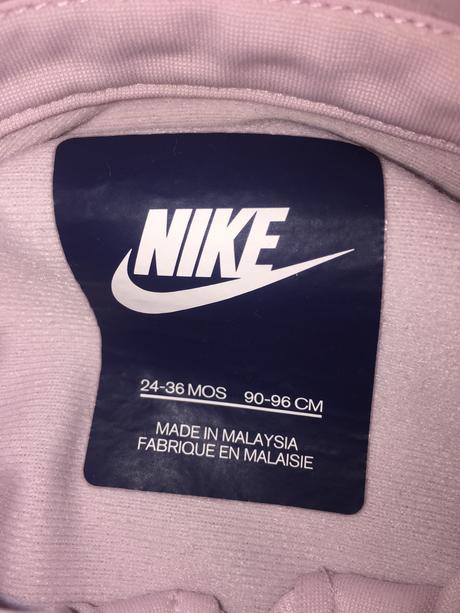 NIKE
24-36 MOS 90-96 CM
MADE IN MALAYSIA
FABRIQUE EN MALAISIE